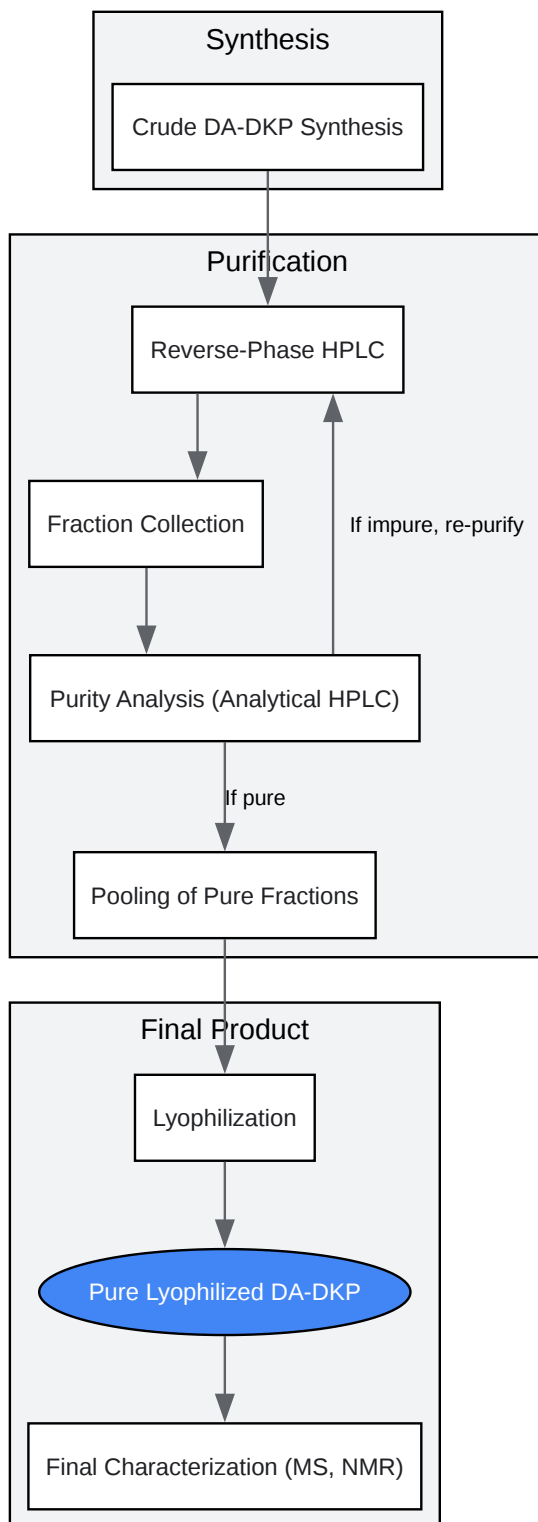 Synthesis
Crude DA-DKP Synthesis
Purification
Reverse-Phase HPLC
Fraction Collection
If impure, re-purify
Purity Analysis (Analytical HPLC)
If pure
Pooling of Pure Fractions
Final Product
Lyophilization
Pure Lyophilized DA-DKP
Final Characterization (MS, NMR)